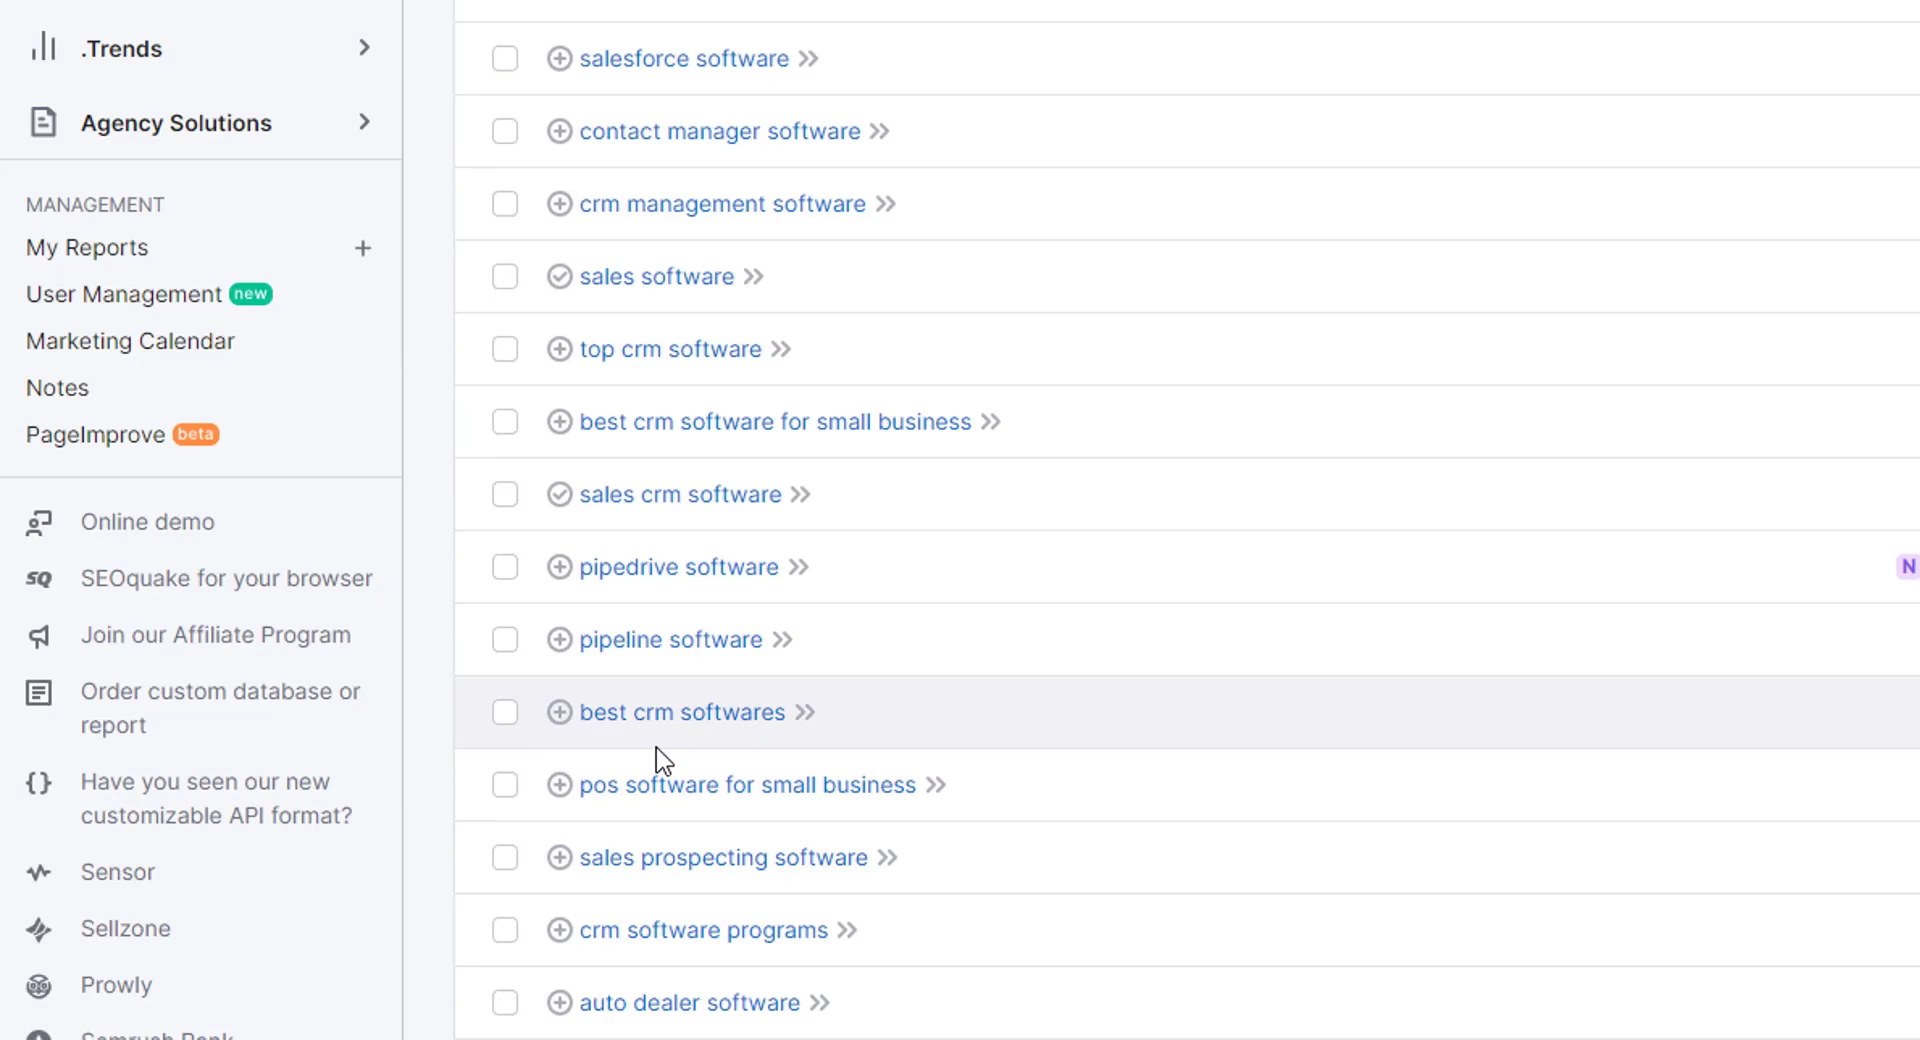 .Trends
Agency Solutions
MANAGEMENT
My Reports
User Management new
Marketing Calendar
Notes
PageImprove beta
Online demo
SEOquake for your browser
Join our Affiliate Program
Order custom database or
report
Have you seen our new
customizable API format?
Sensor
Sellzone
Prowly
salesforce software
contact manager software
crm management software
sales software
top crm software
best crm software for small business
sales crm software
pipedrive software
N
pipeline software
best crm softwares
pos software for small business
sales prospecting software
crm software programs
auto dealer software